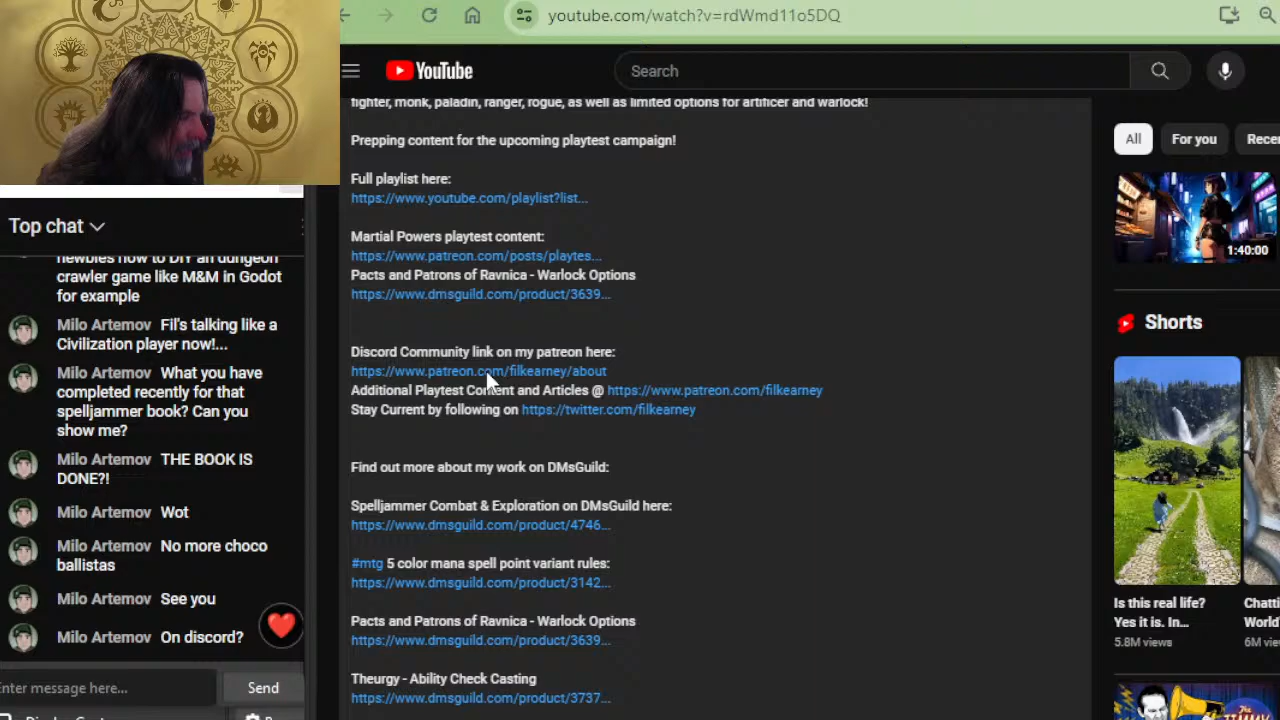 youtube.com/watch?v=rdWmd11o5DQ
YouTube
Search
fighter, monk, paladin, ranger, rogue, as well as limited options for artificer and warlock!
Prepping content for the upcoming playtest campaign!
Full playlist here:
https://www.youtube.com/playlist?list...
Martial Powers playtest content:
https://www.patreon.com/posts/playtes...
Pacts and Patrons of Ravnica - Warlock Options
https://www.dmsguild.com/product/3639...
Discord Community link on my patreon here:
https://www.patreon.com/filkearney/about
Additional Playtest Content and Articles @ https://www.patreon.com/filkearney
Stay Current by following on https://twitter.com/filkearney
Find out more about my work on DMsGuild:
Spelljammer Combat & Exploration on DMsGuild here:
https://www.dmsguild.com/product/4746...
#mtg 5 color mana spell point variant rules:
https://www.dmsguild.com/product/3142...
Pacts and Patrons of Ravnica - Warlock Options
https://www.dmsguild.com/product/3639...
Theurgy - Ability Check Casting
https://www.dmsguild.com/product/3737...
Top chat
newbies how to DIY an dungeon
crawler game like M&M in Godot
for example
Milo Artemov Fil's talking like a
Civilization player now!...
Milo Artemov What you have
completed recently for that
spelljammer book? Can you
show me?
Milo Artemov THE BOOK IS
DONE?!
Milo Artemov Wot
Milo Artemov No more choco
ballistas
Milo Artemov See you
Milo Artemov On discord?
Enter message here...
Send
All
For you
Recen
1:40:00
Shorts
Is this real life?
Yes it is. In...
5.8M views
Chatti
World'
6M vie